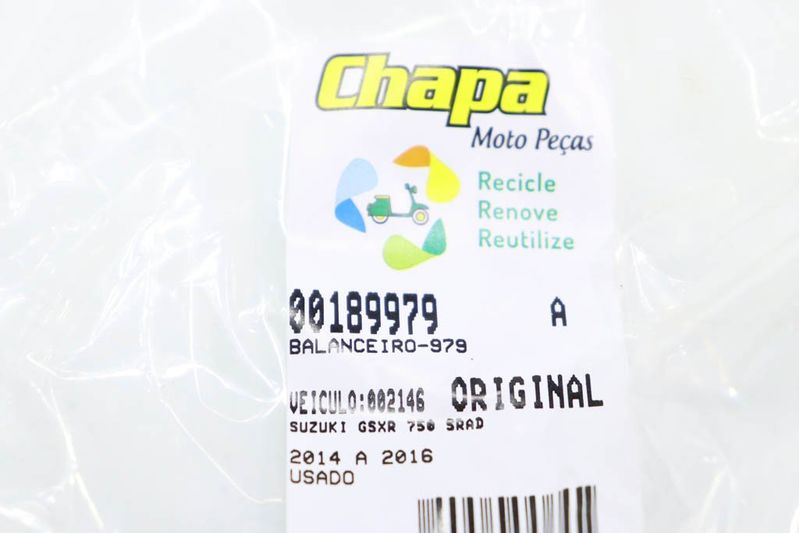 Chapa
Moto Peças
Recicle
Renove
Reutilize
00189979 A
BALANCEIRO-979
VEICULO:002146 ORIGINAL
SUZUKI GSXR 750 SRAD
2014 A 2016
USADO